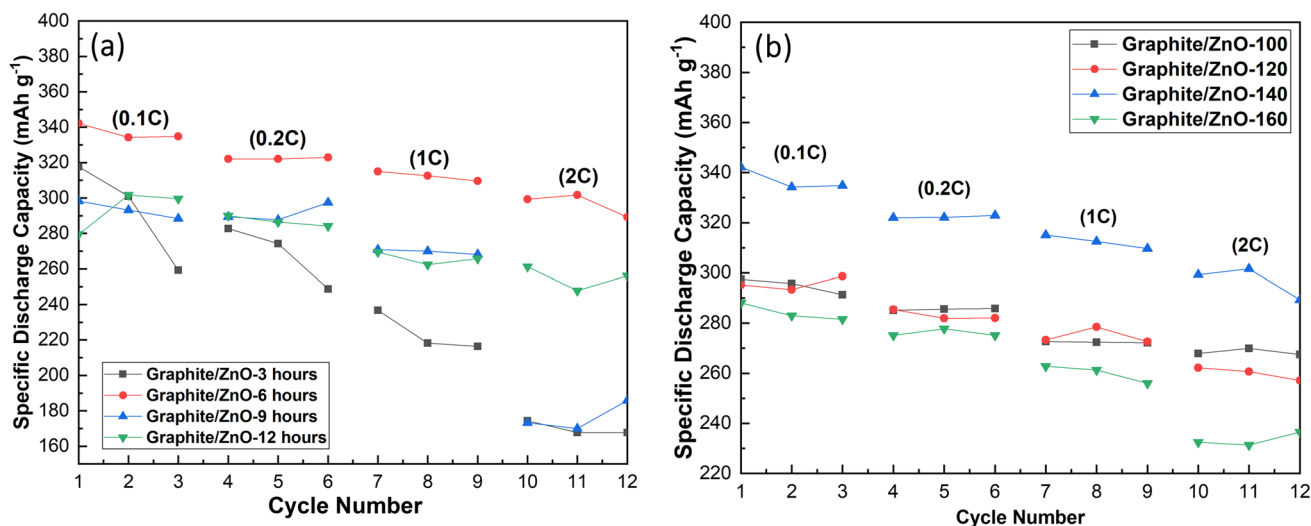 (a)
Specific Discharge Capacity (mAh g⁻¹)
400
380
360
340
320
300
280
260
240
220
200
180
160
(0.1C)
(0.2C)
(1C)
(2C)
Graphite/ZnO-3 hours
Graphite/ZnO-6 hours
Graphite/ZnO-9 hours
Graphite/ZnO-12 hours
1 2 3 4 5 6 7 8 9 10 11 12
Cycle Number
(b)
Specific Discharge Capacity (mAh g⁻¹)
400
380
360
340
320
300
280
260
240
220
Graphite/ZnO-100
Graphite/ZnO-120
Graphite/ZnO-140
Graphite/ZnO-160
(0.1C)
(0.2C)
(1C)
(2C)
1 2 3 4 5 6 7 8 9 10 11 12
Cycle Number